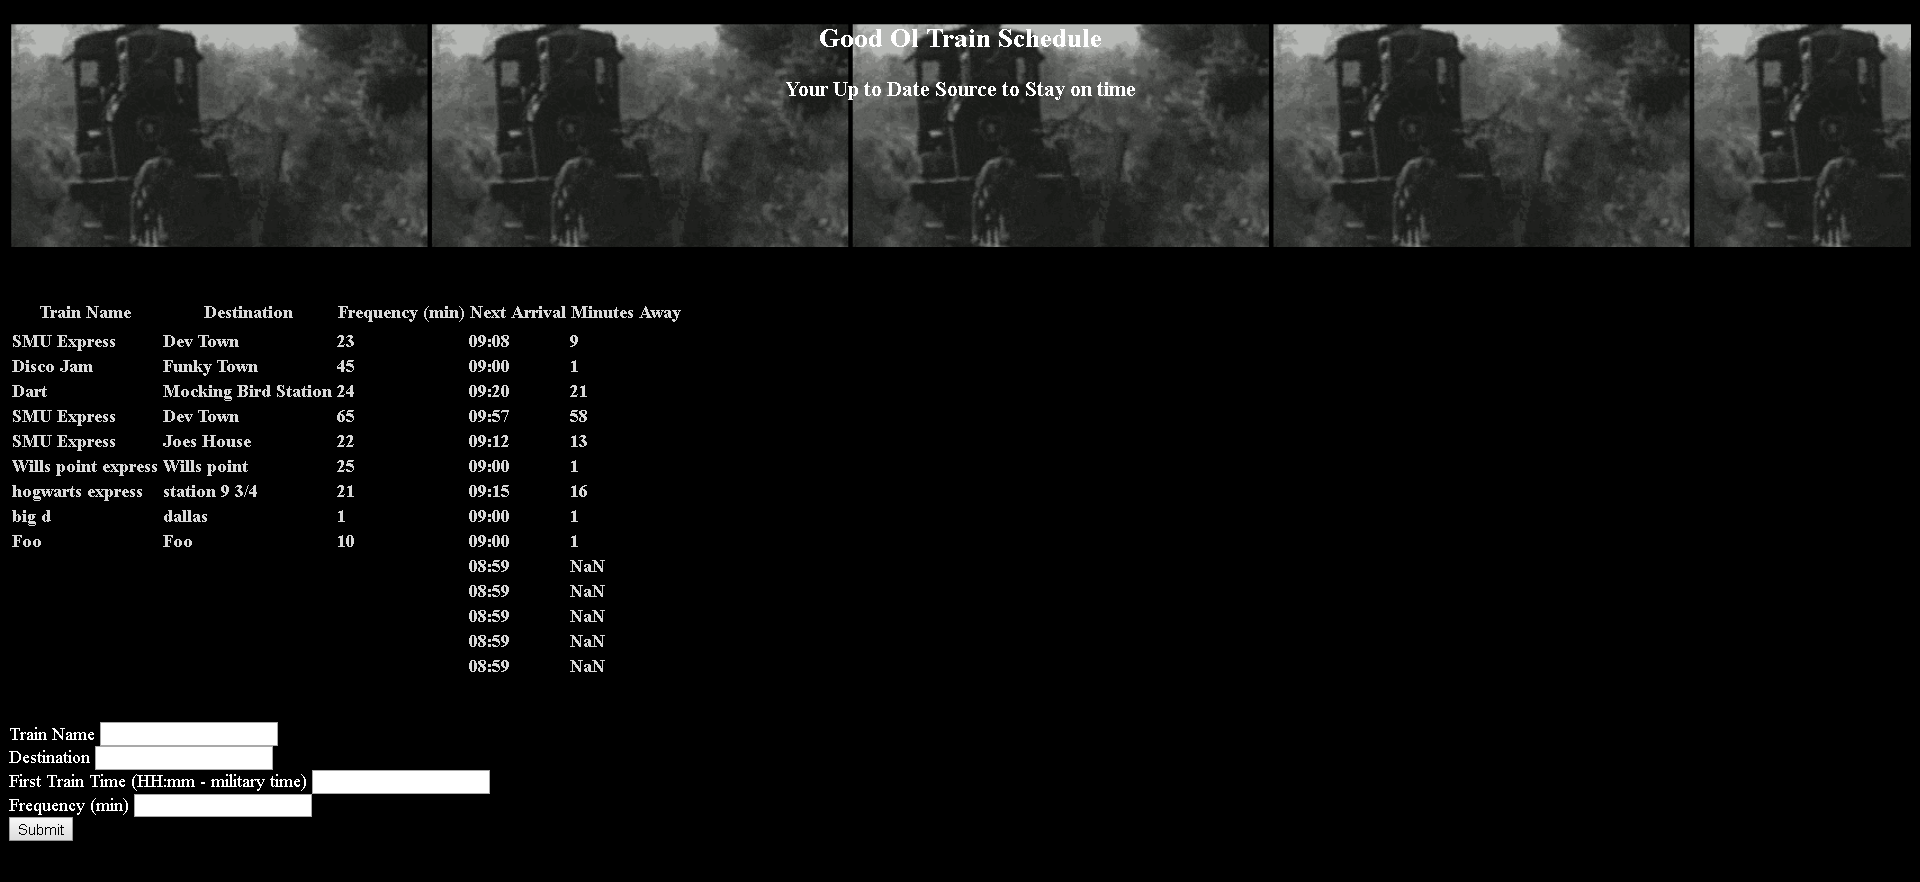 Good Ol Train Schedule
Your Up to Date Source to Stay on time
Train Name Destination Frequency (min) Next Arrival Minutes Away
SMU Express Dev Town 23 09:08 9
Disco Jam Funky Town 45 09:00 1
Dart Mocking Bird Station 24 09:20 21
SMU Express Dev Town 65 09:57 58
SMU Express Joes House 22 09:12 13
Wills point express Wills point 25 09:00 1
hogwarts express station 9 3/4 21 09:15 16
big d dallas 1 09:00 1
Foo Foo 10 09:00 1
08:59 NaN
08:59 NaN
08:59 NaN
08:59 NaN
08:59 NaN
Train Name
Destination
First Train Time (HH:mm - military time)
Frequency (min)
Submit